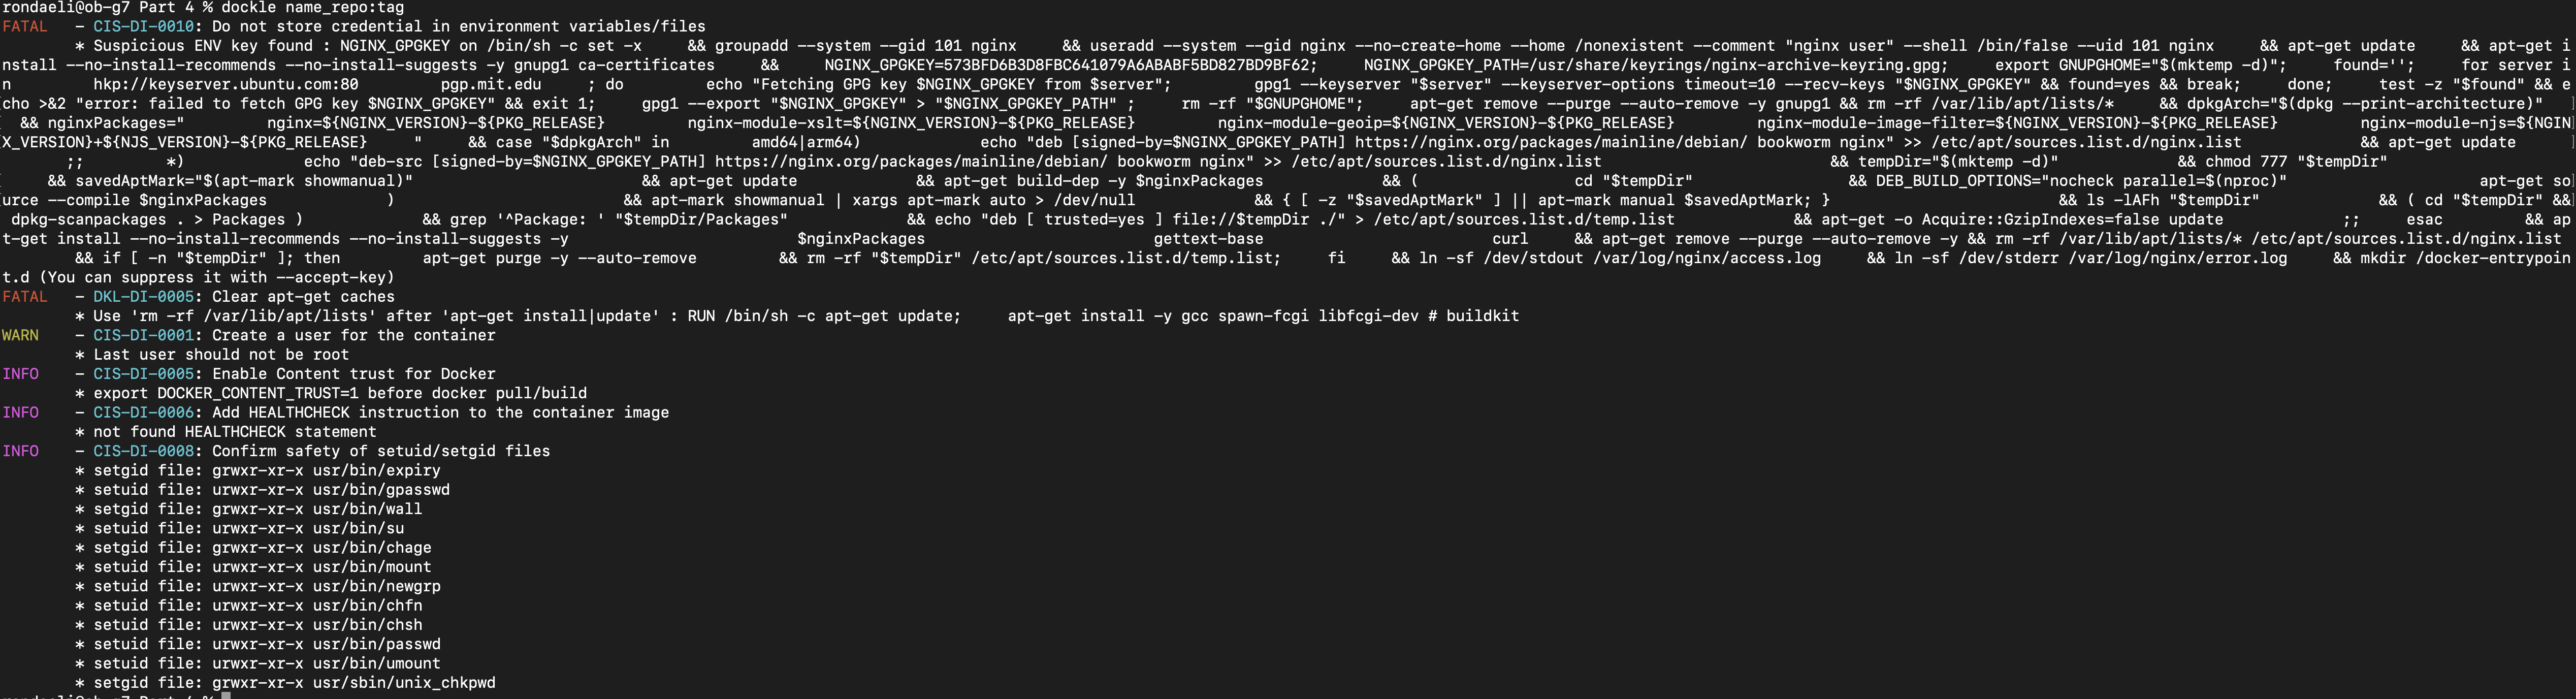 rondaeli@ob-g7 Part 4 % dockle name_repo:tag
FATAL - CIS-DI-0010: Do not store credential in environment variables/files
* Suspicious ENV key found : NGINX_GPGKEY on /bin/sh -c set -x && groupadd --system --gid 101 nginx && useradd --system --gid nginx --no-create-home --home /nonexistent --comment "nginx user" --shell /bin/false --uid 101 nginx && apt-get update && apt-get i
nstall --no-install-recommends --no-install-suggests -y gnupg1 ca-certificates && NGINX_GPGKEY=573BFD6B3D8FBC641079A6ABABF5BD827BD9BF62; NGINX_GPGKEY_PATH=/usr/share/keyrings/nginx-archive-keyring.gpg; export GNUPGHOME="$(mktemp -d)"; found=''; for server i
n hkp://keyserver.ubuntu.com:80 pgp.mit.edu ; do echo "Fetching GPG key $NGINX_GPGKEY from $server"; gpg1 --keyserver "$server" --keyserver-options timeout=10 --recv-keys "$NGINX_GPGKEY" && found=yes && break; done; test -z "$found" && e
cho >&2 "error: failed to fetch GPG key $NGINX_GPGKEY" && exit 1; gpg1 --export "$NGINX_GPGKEY" > "$NGINX_GPGKEY_PATH" ; rm -rf "$GNUPGHOME"; apt-get remove --purge --auto-remove -y gnupg1 && rm -rf /var/lib/apt/lists/* && dpkgArch="$(dpkg --print-architecture)"
&& nginxPackages=" nginx=${NGINX_VERSION}-${PKG_RELEASE} nginx-module-xslt=${NGINX_VERSION}-${PKG_RELEASE} nginx-module-geoip=${NGINX_VERSION}-${PKG_RELEASE} nginx-module-image-filter=${NGINX_VERSION}-${PKG_RELEASE} nginx-module-njs=${NGIN
X_VERSION}+${NJS_VERSION}-${PKG_RELEASE} " && case "$dpkgArch" in amd64|arm64) echo "deb [signed-by=$NGINX_GPGKEY_PATH] https://nginx.org/packages/mainline/debian/ bookworm nginx" >> /etc/apt/sources.list.d/nginx.list && apt-get update
;; *) echo "deb-src [signed-by=$NGINX_GPGKEY_PATH] https://nginx.org/packages/mainline/debian/ bookworm nginx" >> /etc/apt/sources.list.d/nginx.list && tempDir="$(mktemp -d)" && chmod 777 "$tempDir"
&& savedAptMark="$(apt-mark showmanual)" && apt-get update && apt-get build-dep -y $nginxPackages && ( cd "$tempDir" && DEB_BUILD_OPTIONS="nocheck parallel=$(nproc)" apt-get so
urce --compile $nginxPackages ) && apt-mark showmanual | xargs apt-mark auto > /dev/null && { [ -z "$savedAptMark" ] || apt-mark manual $savedAptMark; } && ls -lAFh "$tempDir" && ( cd "$tempDir" &&
dpkg-scanpackages . > Packages ) && grep '^Package: ' "$tempDir/Packages" && echo "deb [ trusted=yes ] file://$tempDir ./" > /etc/apt/sources.list.d/temp.list && apt-get -o Acquire::GzipIndexes=false update ;; esac && ap
t-get install --no-install-recommends --no-install-suggests -y $nginxPackages gettext-base curl && apt-get remove --purge --auto-remove -y && rm -rf /var/lib/apt/lists/* /etc/apt/sources.list.d/nginx.list
&& if [ -n "$tempDir" ]; then apt-get purge -y --auto-remove && rm -rf "$tempDir" /etc/apt/sources.list.d/temp.list; fi && ln -sf /dev/stdout /var/log/nginx/access.log && ln -sf /dev/stderr /var/log/nginx/error.log && mkdir /docker-entrypoin
t.d (You can suppress it with --accept-key)
FATAL - DKL-DI-0005: Clear apt-get caches
* Use 'rm -rf /var/lib/apt/lists' after 'apt-get install|update' : RUN /bin/sh -c apt-get update; apt-get install -y gcc spawn-fcgi libfcgi-dev # buildkit
WARN - CIS-DI-0001: Create a user for the container
* Last user should not be root
INFO - CIS-DI-0005: Enable Content trust for Docker
* export DOCKER_CONTENT_TRUST=1 before docker pull/build
INFO - CIS-DI-0006: Add HEALTHCHECK instruction to the container image
* not found HEALTHCHECK statement
INFO - CIS-DI-0008: Confirm safety of setuid/setgid files
* setgid file: grwxr-xr-x usr/bin/expiry
* setuid file: urwxr-xr-x usr/bin/gpasswd
* setgid file: grwxr-xr-x usr/bin/wall
* setuid file: urwxr-xr-x usr/bin/su
* setgid file: grwxr-xr-x usr/bin/chage
* setuid file: urwxr-xr-x usr/bin/mount
* setuid file: urwxr-xr-x usr/bin/newgrp
* setuid file: urwxr-xr-x usr/bin/chfn
* setuid file: urwxr-xr-x usr/bin/chsh
* setuid file: urwxr-xr-x usr/bin/passwd
* setuid file: urwxr-xr-x usr/bin/umount
* setgid file: grwxr-xr-x usr/sbin/unix_chkpwd